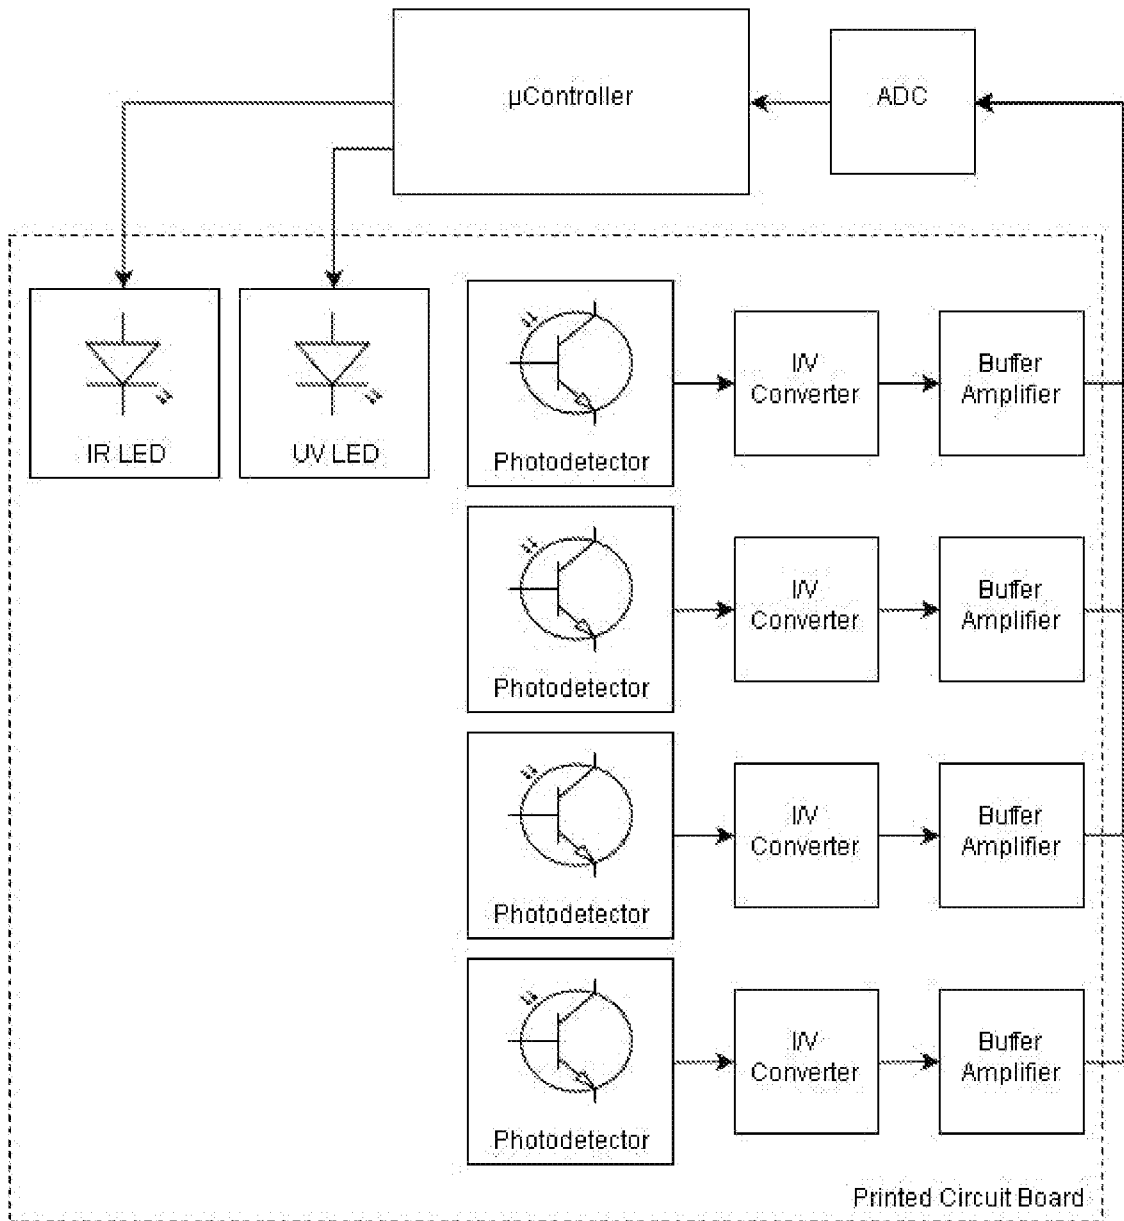 µController
ADC
IR LED
UV LED
Photodetector
I/V
Converter
Buffer
Amplifier
Photodetector
I/V
Converter
Buffer
Amplifier
Photodetector
I/V
Converter
Buffer
Amplifier
Photodetector
I/V
Converter
Buffer
Amplifier
Printed Circuit Board